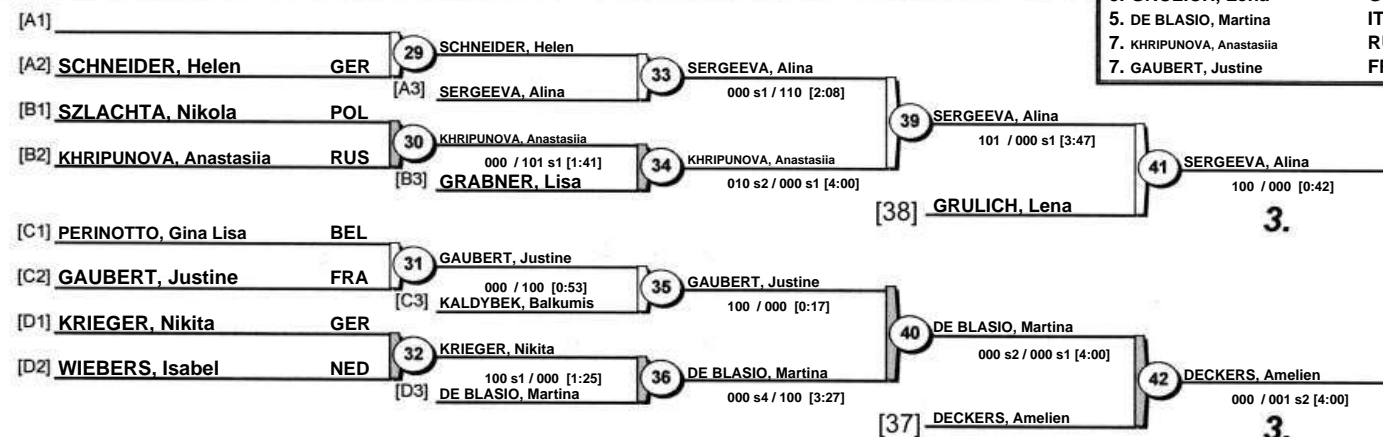 5. DE BLASIO, Martina IT
7. KHRIPUNOVA, Anastasiia RU
7. GAUBERT, Justine
[A1]
[A2] SCHNEIDER, Helen GER
29
SCHNEIDER, Helen
[A3] SERGEEVA, Alina
33
SERGEEVA, Alina
000 s1 / 110 [2:08]
[B1] SZLACHTA, Nikola POL
[B2] KHRIPUNOVA, Anastasiia RUS
30
KHRIPUNOVA, Anastasiia
000 / 101 s1 [1:41]
[B3] GRABNER, Lisa
34
KHRIPUNOVA, Anastasiia
010 s2 / 000 s1 [4:00]
39
SERGEEVA, Alina
101 / 000 s1 [3:47]
[38] GRULICH, Lena
41
SERGEEVA, Alina
100 / 000 [0:42]
3.
[C1] PERINOTTO, Gina Lisa BEL
[C2] GAUBERT, Justine FRA
31
GAUBERT, Justine
000 / 100 [0:53]
[C3] KALDYBEK, Balkumis
35
GAUBERT, Justine
100 / 000 [0:17]
[D1] KRIEGER, Nikita GER
[D2] WIEBERS, Isabel NED
32
KRIEGER, Nikita
100 s1 / 000 [1:25]
[D3] DE BLASIO, Martina
36
DE BLASIO, Martina
000 s4 / 100 [3:27]
40
DE BLASIO, Martina
000 s2 / 000 s1 [4:00]
[37] DECKERS, Amelien
42
DECKERS, Amelien
000 / 001 s2 [4:00]
3.